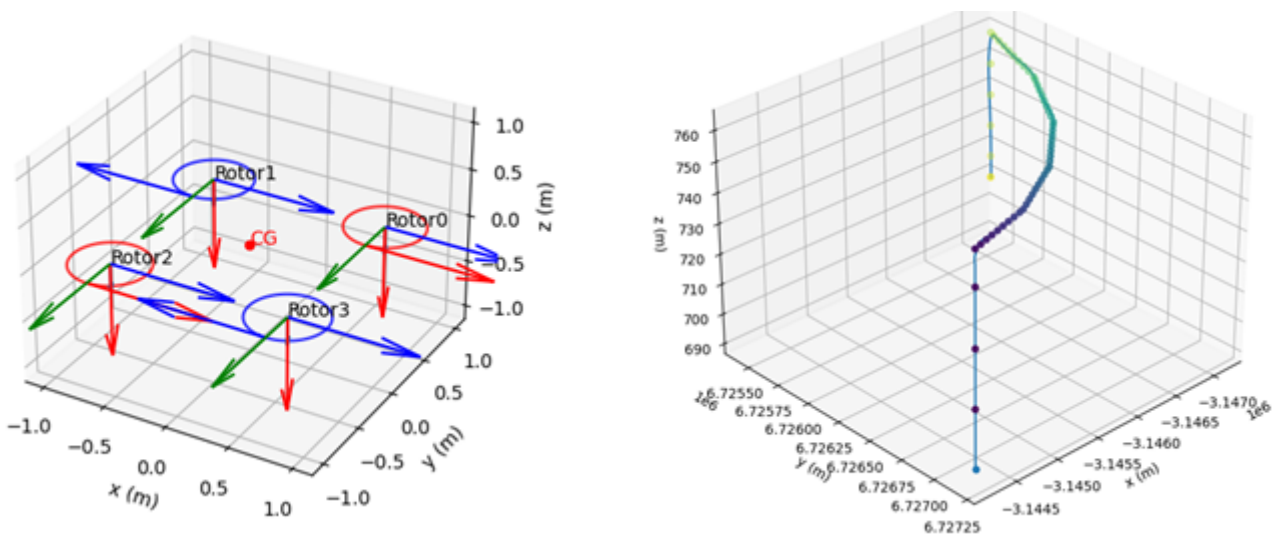 Rotor1
Rotor0
CG
Rotor2
Rotor3
1.0
0.5
0.0
−0.5
−1.0
z (m)
−1.0
−0.5
0.0
0.5
1.0
x (m)
−1.0
−0.5
0.0
0.5
1.0
y (m)
760
750
740
730
720
710
700
690
z (m)
1e6
6.72550
6.72575
6.72600
6.72625
6.72650
6.72675
6.72700
6.72725
y (m)
−3.1470
−3.1465
−3.1460
−3.1455
−3.1450
−3.1445
x (m)
1e6